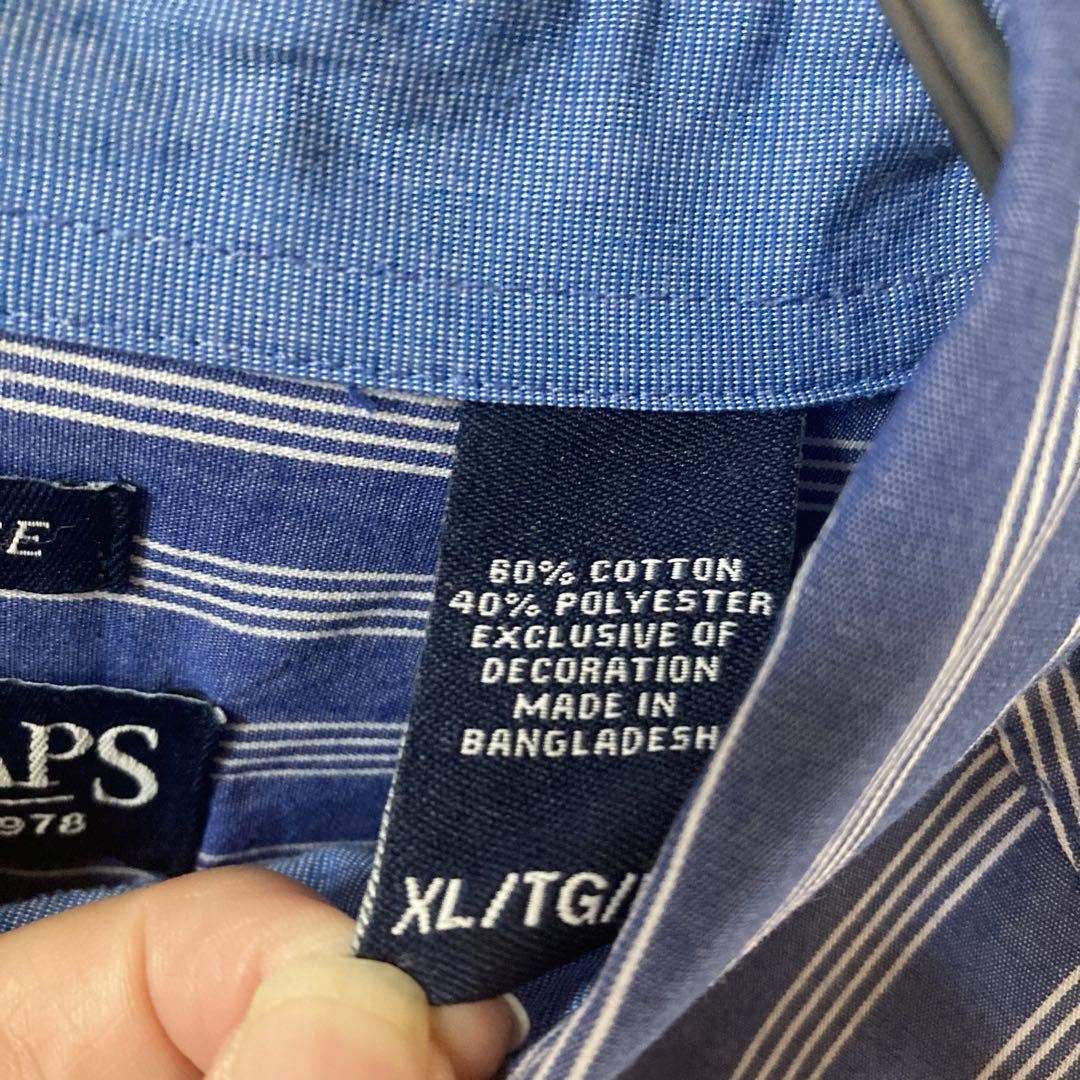 60% COTTON
40% POLYESTER
EXCLUSIVE OF
DECORATION
MADE IN
BANGLADESH
XL/TG/